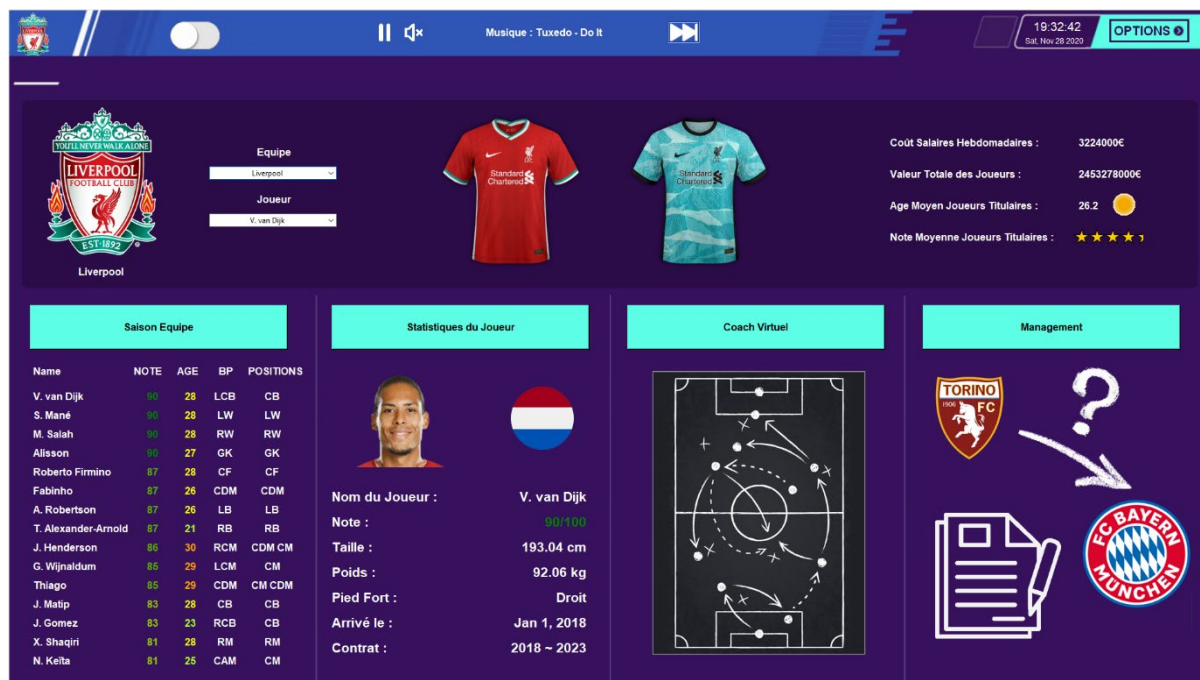 Musique : Tuxedo - Do It
19:32:42
Sat, Nov 28 2020
OPTIONS
YOU'LL NEVER WALK ALONE
LIVERPOOL
FOOTBALL CLUB
EST·1892
Liverpool
Equipe
Liverpool
Joueur
V. van Dijk
Standard
Chartered
Standard
Chartered
Coût Salaires Hebdomadaires : 3224000€
Valeur Totale des Joueurs : 2453278000€
Age Moyen Joueurs Titulaires : 26.2
Note Moyenne Joueurs Titulaires :
Saison Equipe
Name NOTE AGE BP POSITIONS
V. van Dijk 90 28 LCB CB
S. Mané 90 28 LW LW
M. Salah 90 28 RW RW
Alisson 90 27 GK GK
Roberto Firmino 87 28 CF CF
Fabinho 87 26 CDM CDM
A. Robertson 87 26 LB LB
T. Alexander-Arnold 87 21 RB RB
J. Henderson 86 30 RCM CDM CM
G. Wijnaldum 85 29 LCM CM
Thiago 85 29 CDM CM CDM
J. Matip 83 28 CB CB
J. Gomez 83 23 RCB CB
X. Shaqiri 81 28 RM RM
N. Keïta 81 25 CAM CM
Statistiques du Joueur
Nom du Joueur : V. van Dijk
Note : 90/100
Taille : 193.04 cm
Poids : 92.06 kg
Pied Fort : Droit
Arrivé le : Jan 1, 2018
Contrat : 2018 ~ 2023
Coach Virtuel
Management
TORINO
1906 FC
?
FC BAYERN
MÜNCHEN